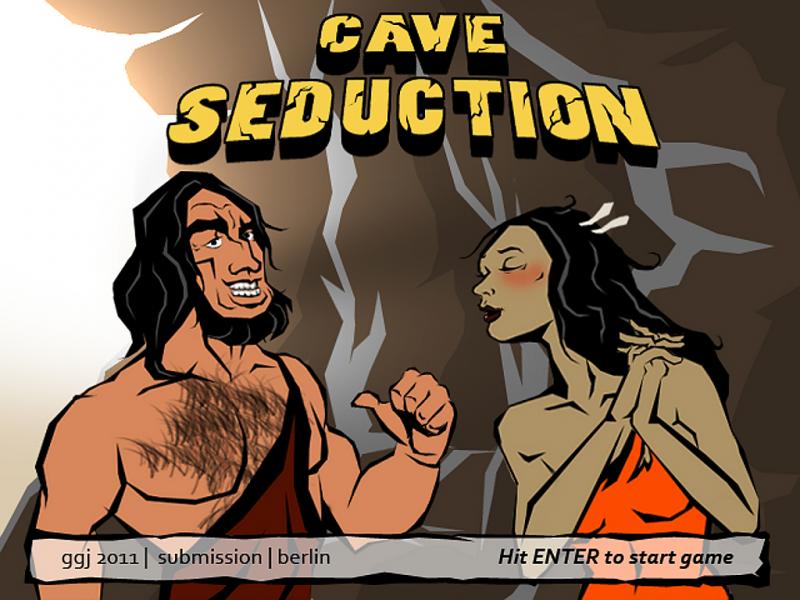 CAVE
SEDUCTION
ggj 2011 | submission | berlin
Hit ENTER to start game